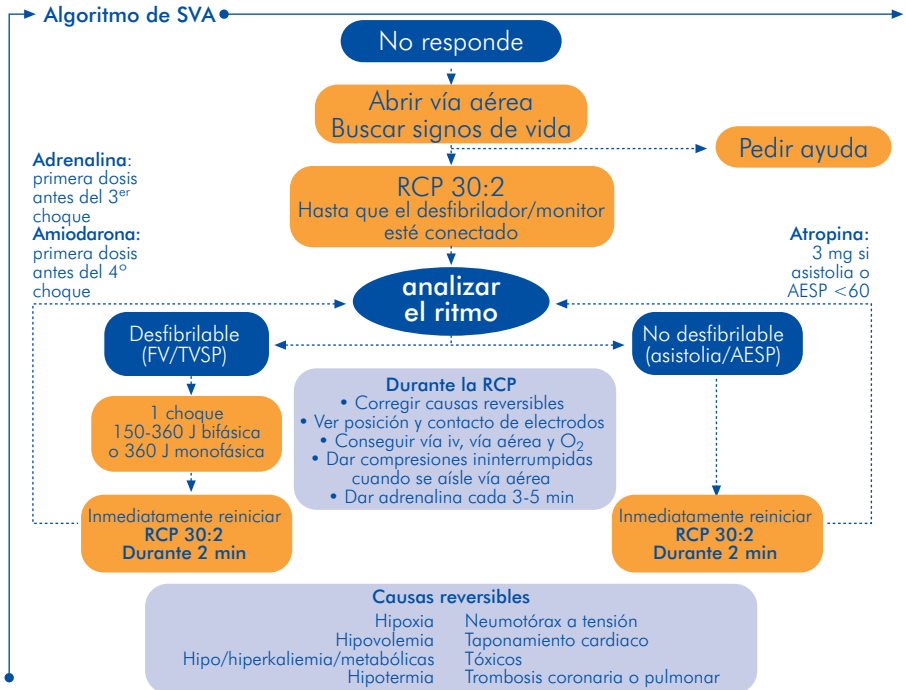 Algoritmo de SVA
No responde
Abrir vía aérea
Buscar signos de vida
Pedir ayuda
RCP 30:2
Hasta que el desfibrilador/monitor
esté conectado
Adrenalina:
primera dosis
antes del 3er
choque
Amiodarona:
primera dosis
antes del 4º
choque
Atropina:
3 mg si
asistolia o
AESP <60
analizar
el ritmo
Desfibrilable
(FV/TVSP)
No desfibrilable
(asistolia/AESP)
1 choque
150-360 J bifásica
o 360 J monofásica
Durante la RCP
• Corregir causas reversibles
• Ver posición y contacto de electrodos
• Conseguir vía iv, vía aérea y O2
• Dar compresiones ininterrumpidas
cuando se aísle vía aérea
• Dar adrenalina cada 3-5 min
Inmediatamente reiniciar
RCP 30:2
Durante 2 min
Inmediatamente reiniciar
RCP 30:2
Durante 2 min
Causas reversibles
Hipoxia Neumotórax a tensión
Hipovolemia Taponamiento cardiaco
Hipo/hiperkaliemia/metabólicas Tóxicos
Hipotermia Trombosis coronaria o pulmonar